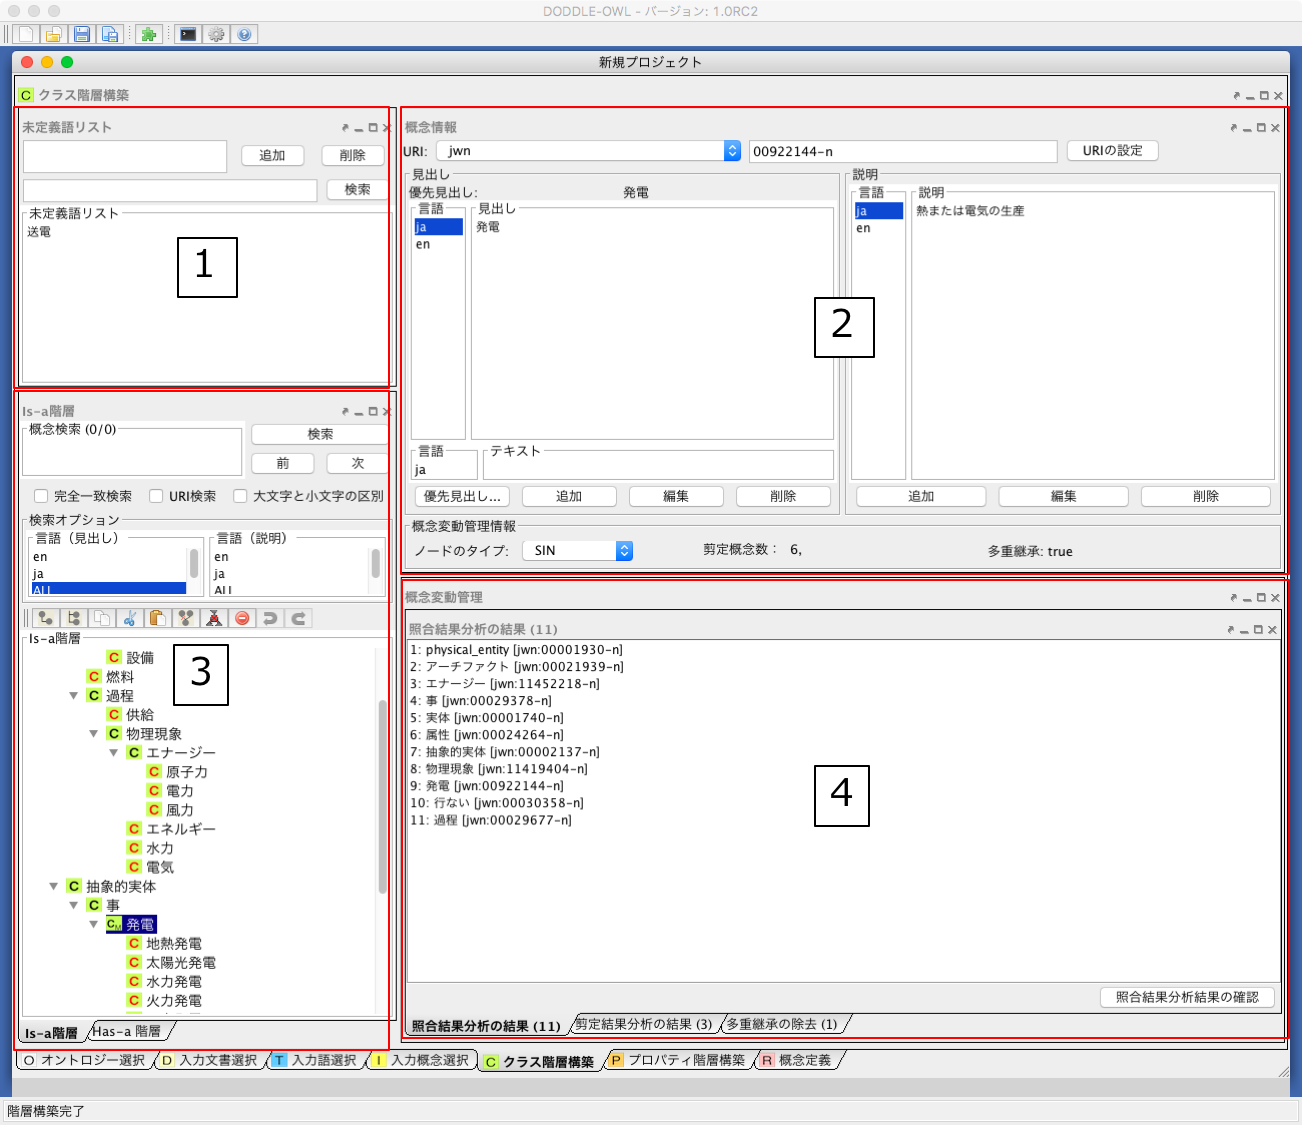 DODDLE-OWL - バージョン: 1.0RC2
新規プロジェクト
C クラス階層構築
未定義語リスト
追加 削除
検索
未定義語リスト
送電
1
Is-a階層
概念検索 (0/0)
検索
前 次
完全一致検索 URI検索 大文字と小文字の区別
検索オプション
言語（見出し） 言語（説明）
en en
ja ja
ALL ALL
Is-a階層
C 設備
C 燃料
C 過程
C 供給
C 物理現象
C エナージー
C 原子力
C 電力
C 風力
C エネルギー
C 水力
C 電気
C 抽象的実体
C 事
CM 発電
C 地熱発電
C 太陽光発電
C 水力発電
C 火力発電
3
Is-a階層 Has-a 階層
概念情報
URI: jwn 00922144-n URIの設定
見出し
優先見出し: 発電
言語 見出し
ja 発電
en
言語 テキスト
ja
優先見出し... 追加 編集 削除
説明
言語 説明
ja 熱または電気の生産
en
追加 編集 削除
2
概念変動管理情報
ノードのタイプ: SIN 剪定概念数： 6, 多重継承: true
概念変動管理
照合結果分析の結果 (11)
1: physical_entity [jwn:00001930-n]
2: アーチファクト [jwn:00021939-n]
3: エナージー [jwn:11452218-n]
4: 事 [jwn:00029378-n]
5: 実体 [jwn:00001740-n]
6: 属性 [jwn:00024264-n]
7: 抽象的実体 [jwn:00002137-n]
8: 物理現象 [jwn:11419404-n]
9: 発電 [jwn:00922144-n]
10: 行ない [jwn:00030358-n]
11: 過程 [jwn:00029677-n]
4
照合結果分析結果の確認
照合結果分析の結果 (11) 剪定結果分析の結果 (3) 多重継承の除去 (1)
O オントロジー選択 D 入力文書選択 T 入力語選択 I 入力概念選択 C クラス階層構築 P プロパティ階層構築 R 概念定義
階層構築完了